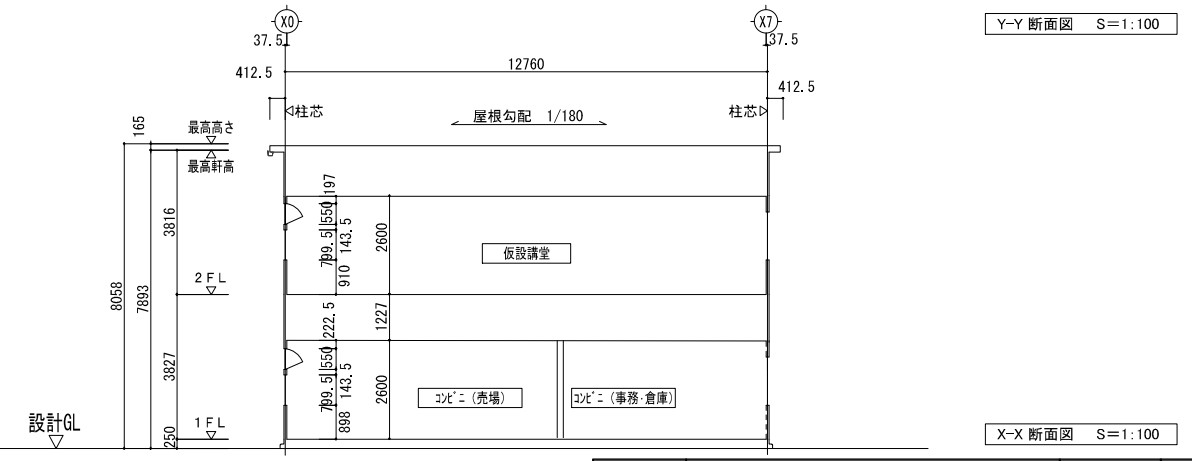 X0
X7
Y-Y 断面図 S=1:100
37.5
37.5
12760
412.5
412.5
柱芯
柱芯
屋根勾配 1/180
165
最高高さ
最高軒高
197
3816
550
143.5
799.5
2600
仮設講堂
910
2FL
8058
7893
222.5
1227
550
3827
143.5
799.5
2600
コンビニ(売場)
コンビニ(事務・倉庫)
898
設計GL
1FL
250
X-X 断面図 S=1:100